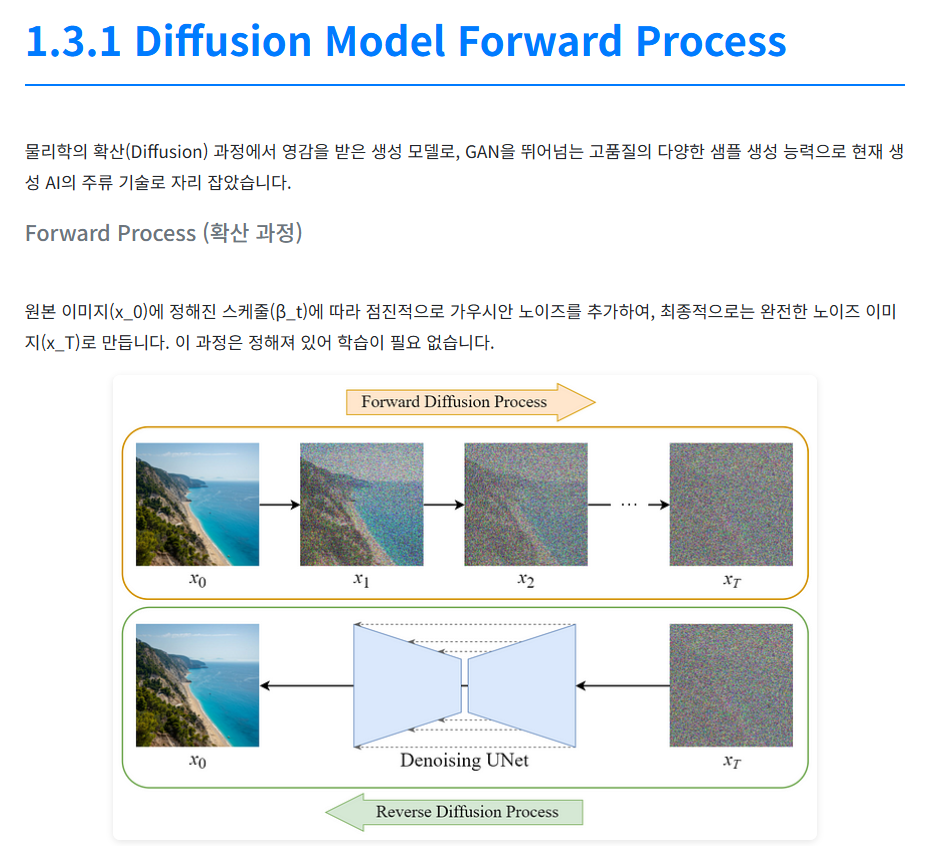 1.3.1 Diffusion Model Forward Process
물리학의 확산(Diffusion) 과정에서 영감을 받은 생성 모델로, GAN을 뛰어넘는 고품질의 다양한 샘플 생성 능력으로 현재 생
성 AI의 주류 기술로 자리 잡았습니다.
Forward Process (확산 과정)
원본 이미지(x_0)에 정해진 스케줄(β_t)에 따라 점진적으로 가우시안 노이즈를 추가하여, 최종적으로는 완전한 노이즈 이미
지(x_T)로 만듭니다. 이 과정은 정해져 있어 학습이 필요 없습니다.
Forward Diffusion Process
...
x0 x1 x2 xT
Denoising UNet
x0 xT
Reverse Diffusion Process